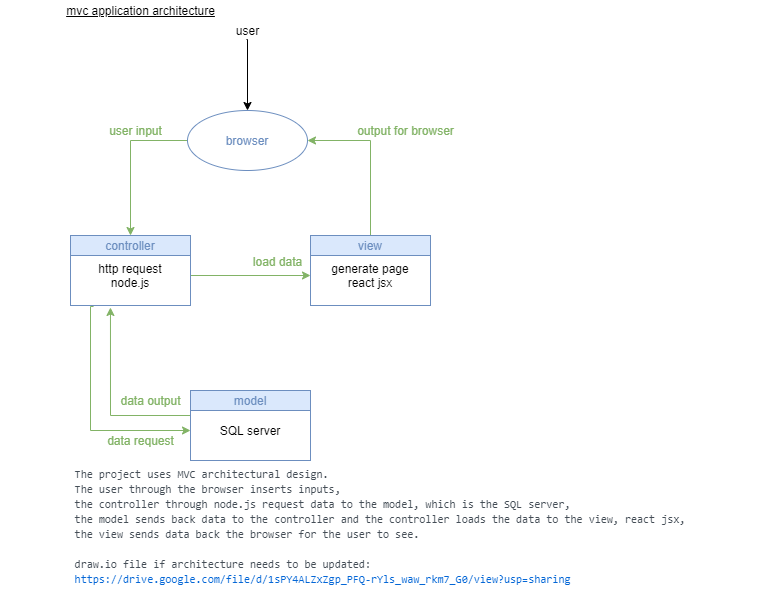 mvc application architecture
user
user input
output for browser
browser
controller
view
http request
node.js
load data
generate page
react jsx
data output
model
data request
SQL server
The project uses MVC architectural design.
The user through the browser inserts inputs,
the controller through node.js request data to the model, which is the SQL server,
the model sends back data to the controller and the controller loads the data to the view, react jsx,
the view sends data back the browser for the user to see.
draw.io file if architecture needs to be updated:
https://drive.google.com/file/d/1sPY4ALZxZgp_PFQ-rYls_waw_rkm7_G0/view?usp=sharing